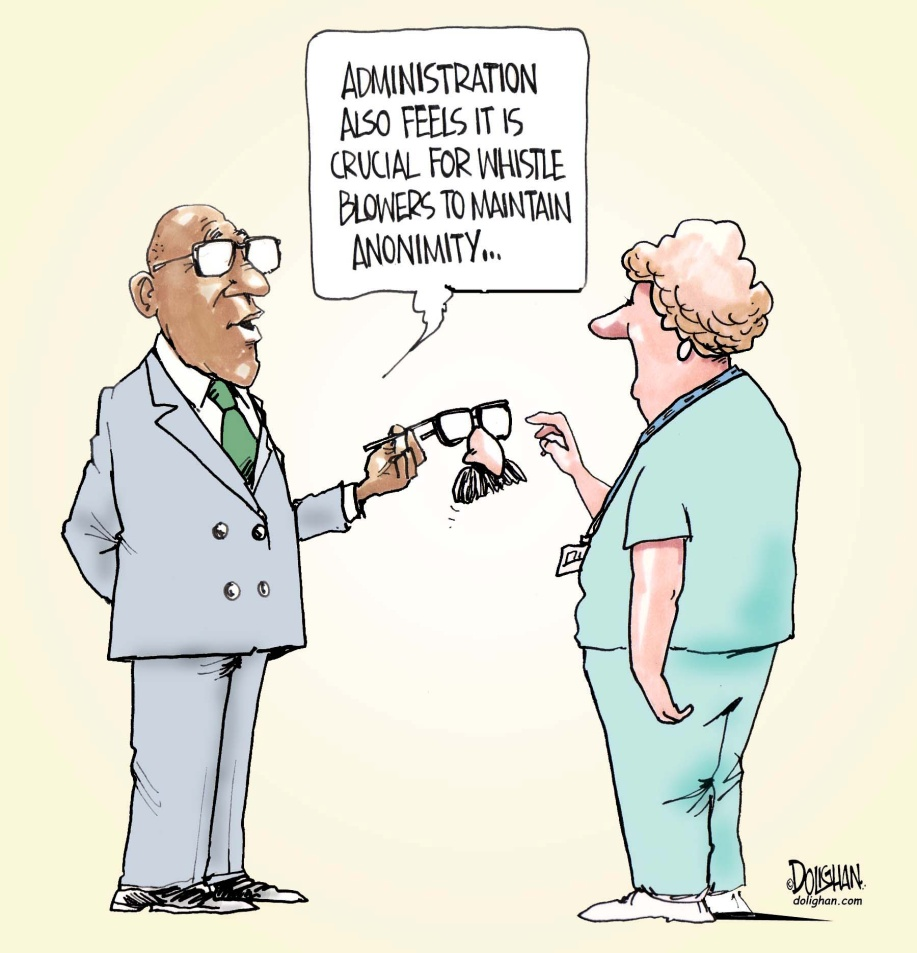 ADMINISTRATION
ALSO FEELS IT IS
CRUCIAL FOR WHISTLE
BLOWERS TO MAINTAIN
ANONIMITY...
©DOLIGHAN.
dolighan.com